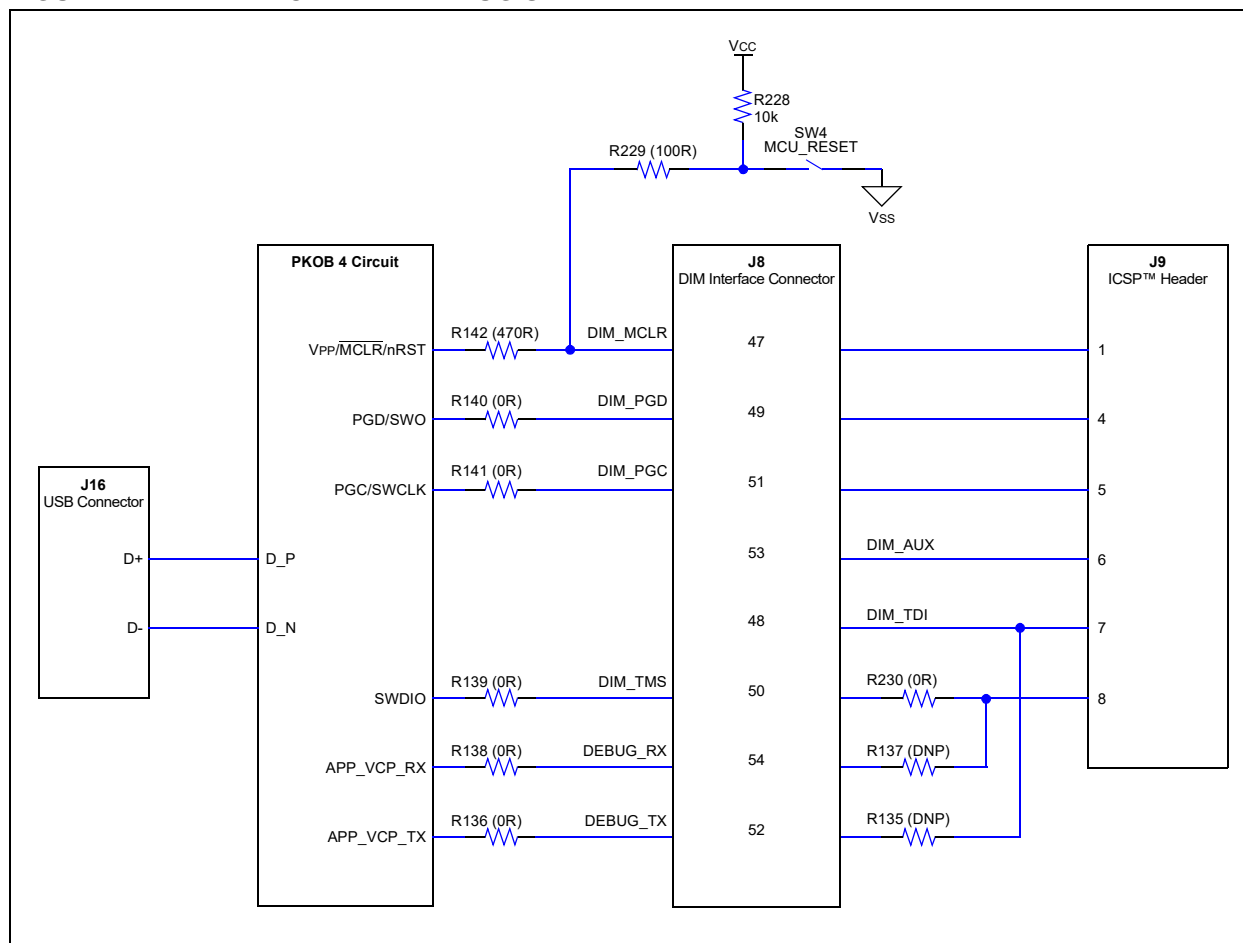 VCC
R228
10k
SW4
MCU_RESET
R229 (100R)
VSS
PKOB 4 Circuit
J8
DIM Interface Connector
J9
ICSP™ Header
VPP/MCLR/nRST
R142 (470R)
DIM_MCLR
47
1
PGD/SWO
R140 (0R)
DIM_PGD
49
4
PGC/SWCLK
R141 (0R)
DIM_PGC
51
5
J16
USB Connector
D+
D_P
53
DIM_AUX
6
D-
D_N
48
DIM_TDI
7
SWDIO
R139 (0R)
DIM_TMS
50
R230 (0R)
8
APP_VCP_RX
R138 (0R)
DEBUG_RX
54
R137 (DNP)
APP_VCP_TX
R136 (0R)
DEBUG_TX
52
R135 (DNP)